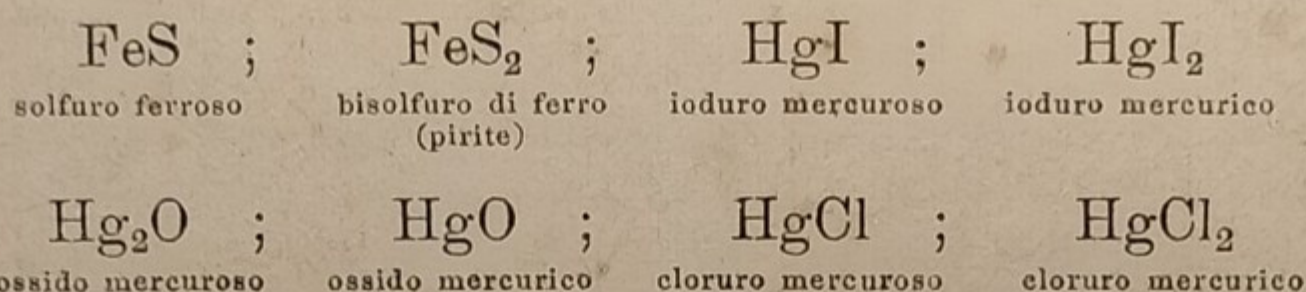 FeS ; FeS₂ ; HgI ; HgI₂
solfuro ferroso bisolfuro di ferro ioduro mercuroso ioduro mercurico
(pirite)
Hg₂O ; HgO ; HgCl ; HgCl₂
ossido mercuroso ossido mercurico cloruro mercuroso cloruro mercurico